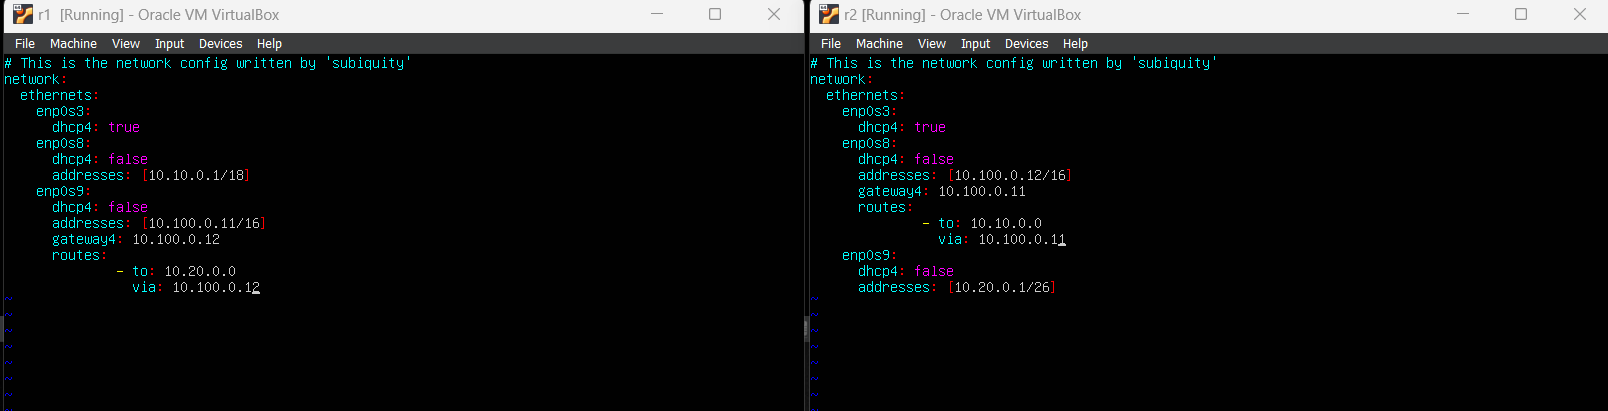 r1 [Running] - Oracle VM VirtualBox
File Machine View Input Devices Help
# This is the network config written by 'subiquity'
network:
  ethernets:
    enp0s3:
      dhcp4: true
    enp0s8:
      dhcp4: false
      addresses: [10.10.0.1/18]
    enp0s9:
      dhcp4: false
      addresses: [10.100.0.11/16]
      gateway4: 10.100.0.12
      routes:
              - to: 10.20.0.0
                via: 10.100.0.12
~
~
~
~
~
~
~
~
r2 [Running] - Oracle VM VirtualBox
File Machine View Input Devices Help
# This is the network config written by 'subiquity'
network:
  ethernets:
    enp0s3:
      dhcp4: true
    enp0s8:
      dhcp4: false
      addresses: [10.100.0.12/16]
      gateway4: 10.100.0.11
      routes:
              - to: 10.10.0.0
                via: 10.100.0.11
    enp0s9:
      dhcp4: false
      addresses: [10.20.0.1/26]
~
~
~
~
~
~
~
~